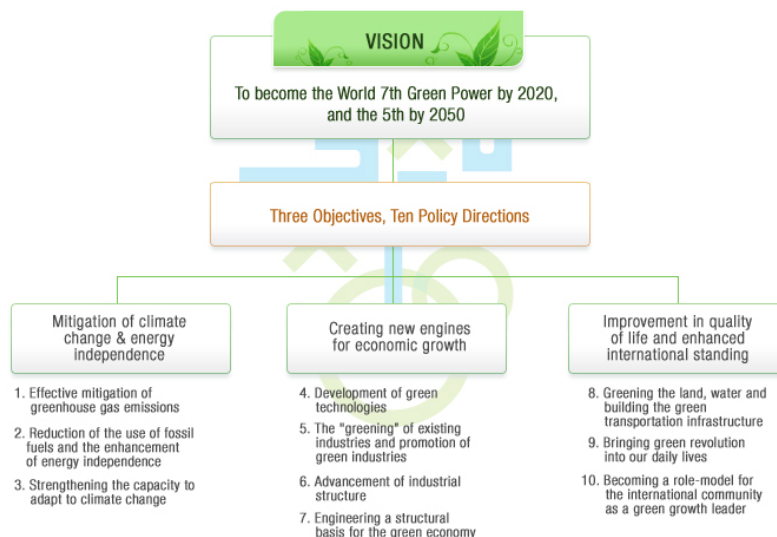 VISION
To become the World 7th Green Power by 2020,
and the 5th by 2050
Three Objectives, Ten Policy Directions
Mitigation of climate
change & energy
independence
1. Effective mitigation of
greenhouse gas emissions
2. Reduction of the use of fossil
fuels and the enhancement
of energy independence
3. Strengthening the capacity to
adapt to climate change
Creating new engines
for economic growth
4. Development of green
technologies
5. The "greening" of existing
industries and promotion of
green industries
6. Advancement of industrial
structure
7. Engineering a structural
basis for the green economy
Improvement in quality
of life and enhanced
international standing
8. Greening the land, water and
building the green
transportation infrastructure
9. Bringing green revolution
into our daily lives
10. Becoming a role-model for
the international community
as a green growth leader